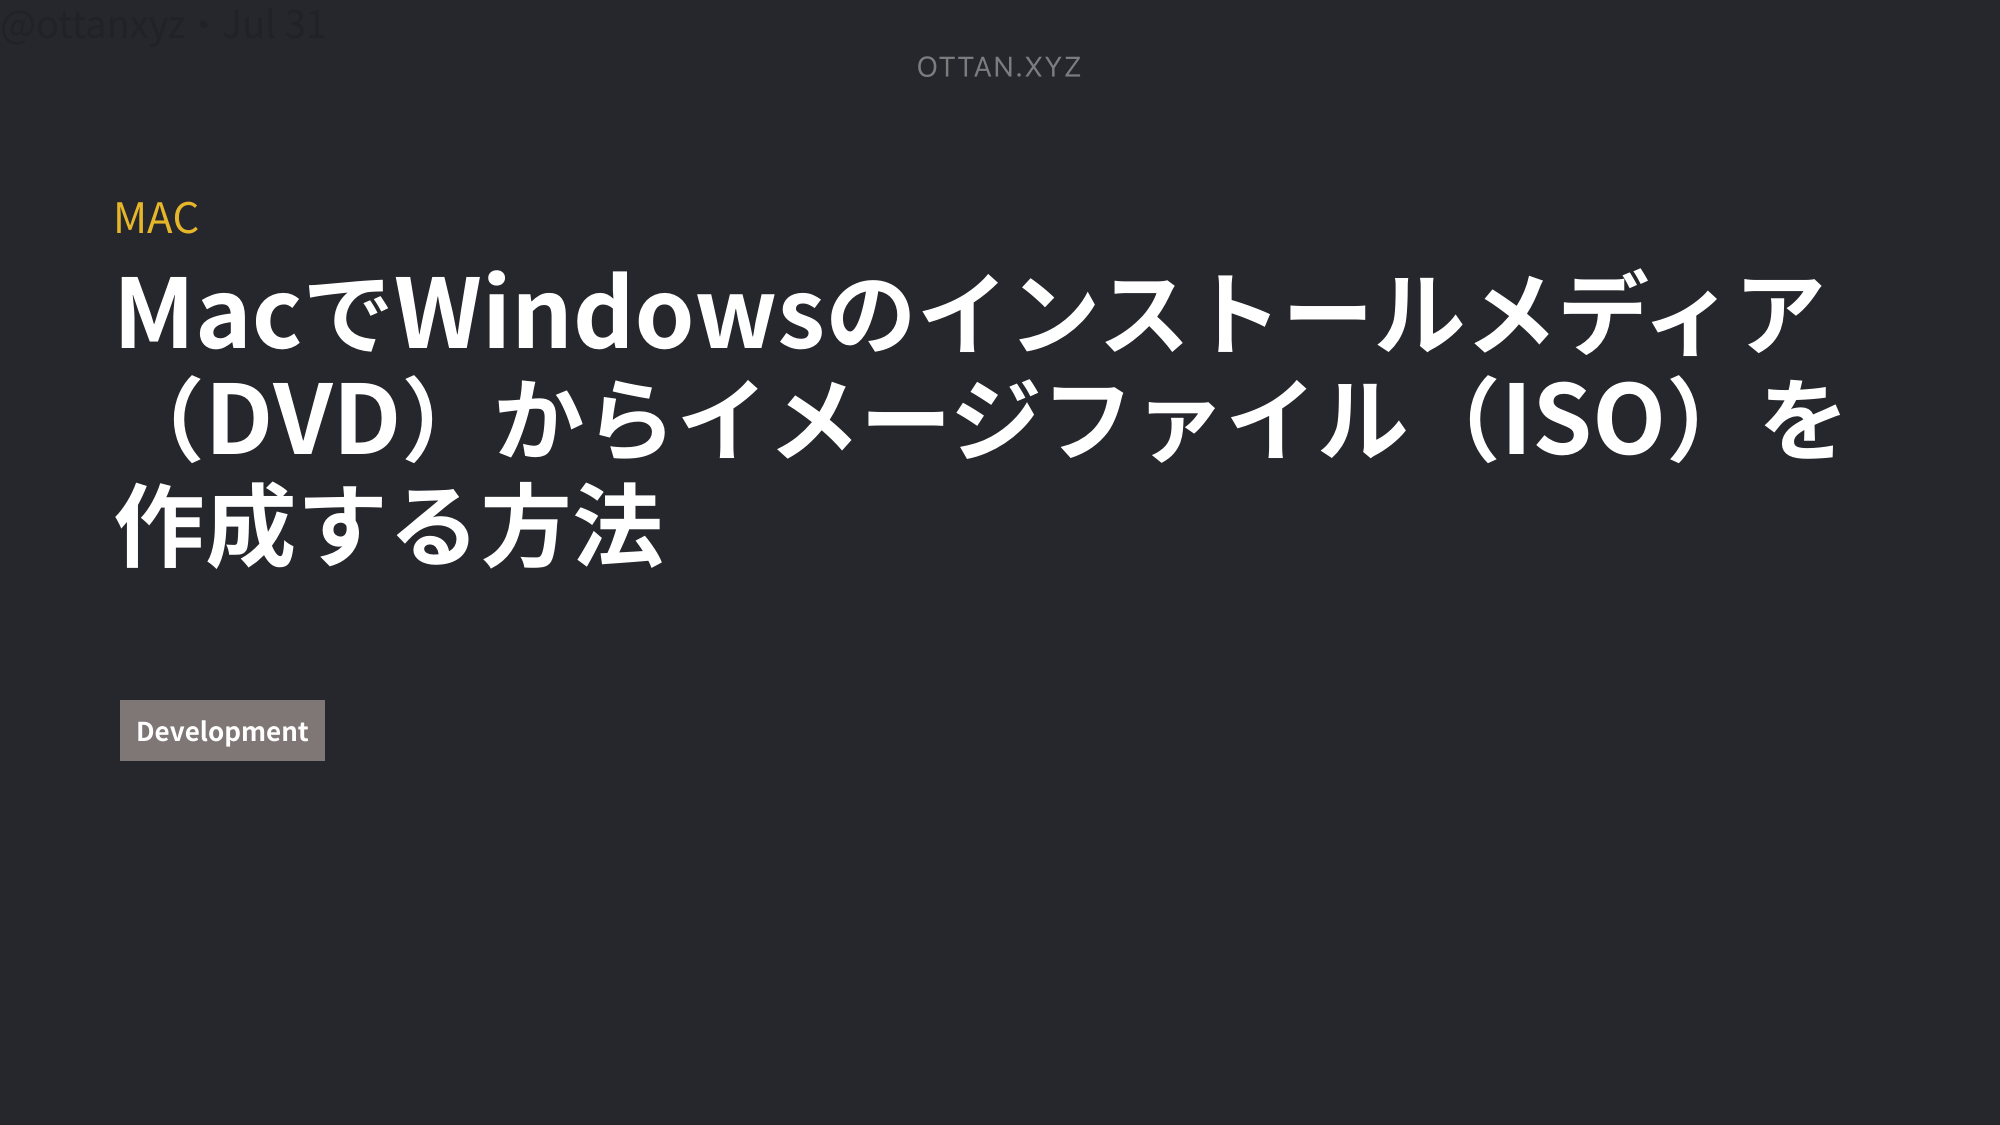 @ottanxyz・Jul 31
OTTAN.XYZ
MAC
MacでWindowsのインストールメディア
（DVD）からイメージファイル（ISO）を
作成する方法
Development